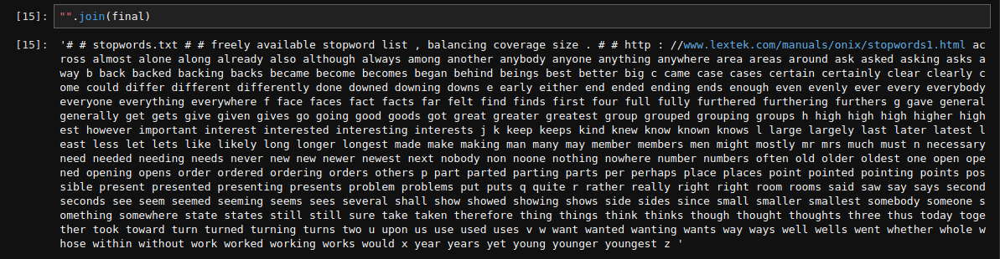 [15]: "".join(final)
[15]: '# # stopwords.txt # # freely available stopword list , balancing coverage size . # # http : //www.lextek.com/manuals/onix/stopwords1.html ac
ross almost alone along already also although always among another anybody anyone anything anywhere area areas around ask asked asking asks a
way b back backed backing backs became become becomes began behind beings best better big c came case cases certain certainly clear clearly c
ome could differ different differently done downed downing downs e early either end ended ending ends enough even evenly ever every everybody
everyone everything everywhere f face faces fact facts far felt find finds first four full fully furthered furthering furthers g gave general
generally get gets give given gives go going good goods got great greater greatest group grouped grouping groups h high high high higher high
est however important interest interested interesting interests j k keep keeps kind knew know known knows l large largely last later latest l
east less let lets like likely long longer longest made make making man many may member members men might mostly mr mrs much must n necessary
need needed needing needs never new new newer newest next nobody non noone nothing nowhere number numbers often old older oldest one open ope
ned opening opens order ordered ordering orders others p part parted parting parts per perhaps place places point pointed pointing points pos
sible present presented presenting presents problem problems put puts q quite r rather really right right room rooms said saw say says second
seconds see seem seemed seeming seems sees several shall show showed showing shows side sides since small smaller smallest somebody someone s
omething somewhere state states still still sure take taken therefore thing things think thinks though thought thoughts three thus today toge
ther took toward turn turned turning turns two u upon us use used uses v w want wanted wanting wants way ways well wells went whether whole w
hose within without work worked working works would x year years yet young younger youngest z '